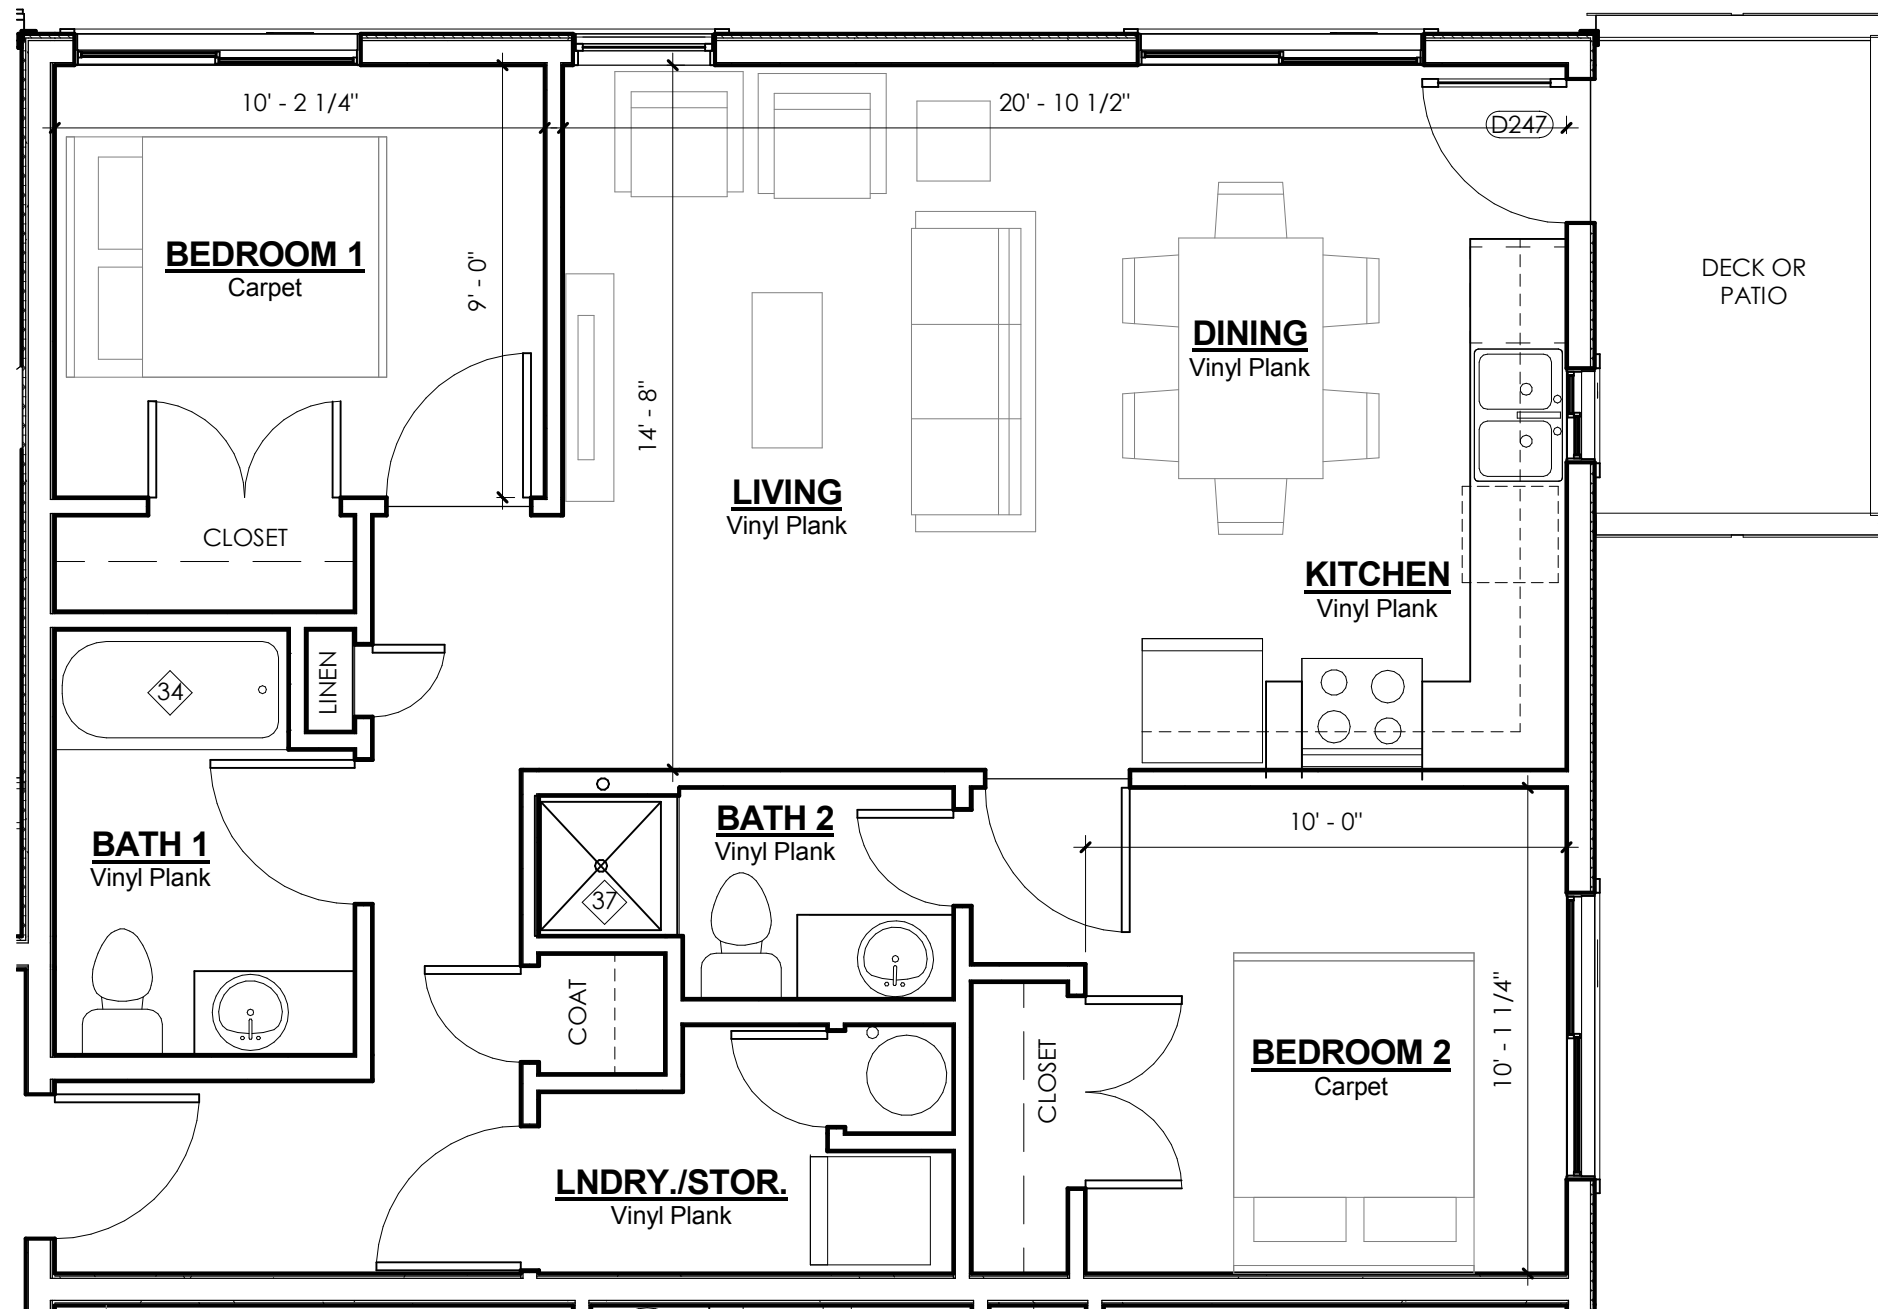 10' - 2 1/4"
20' - 10 1/2"
D247
BEDROOM 1
Carpet
9' - 0"
DECK OR
PATIO
DINING
Vinyl Plank
14' - 8"
LIVING
Vinyl Plank
CLOSET
KITCHEN
Vinyl Plank
LINEN
34
BATH 1
Vinyl Plank
BATH 2
Vinyl Plank
10' - 0"
37
COAT
CLOSET
BEDROOM 2
Carpet
10' - 1 1/4"
LNDRY./STOR.
Vinyl Plank